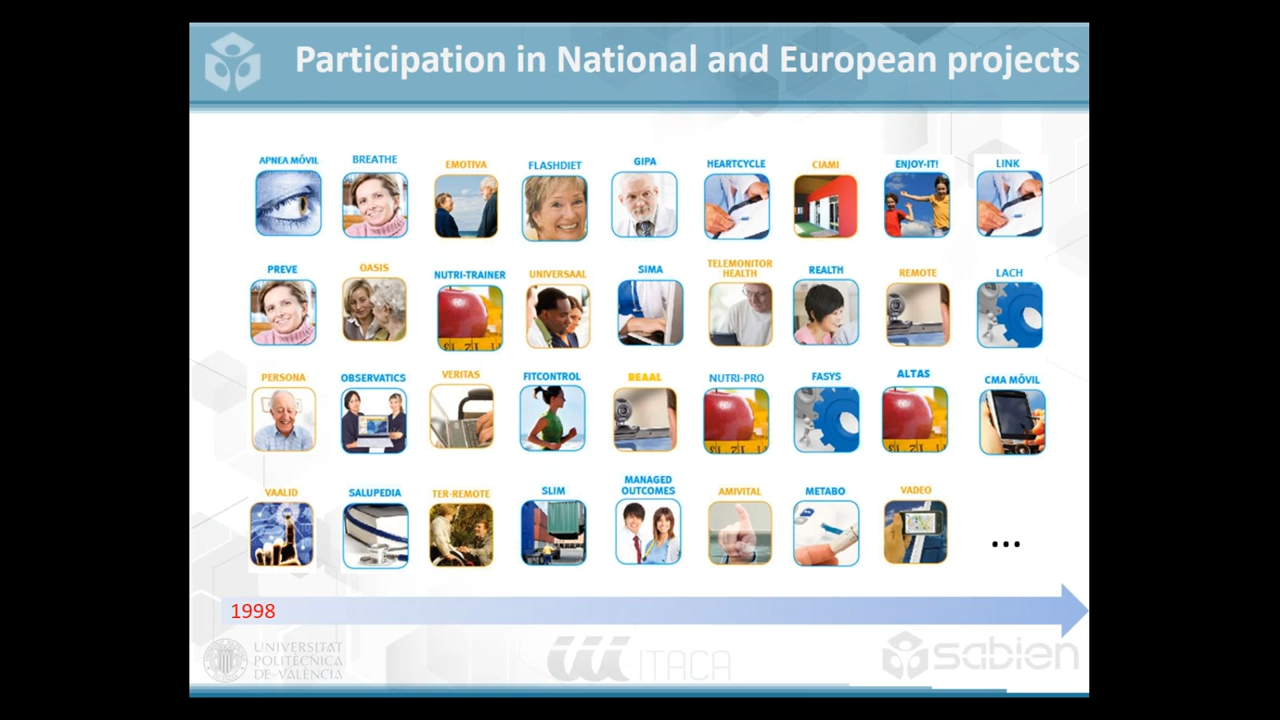 Participation in National and European projects
APNEA MÓVIL
BREATHE
EMOTIVA
FLASHDIET
GIPA
HEARTCYCLE
CIAMI
ENJOY-IT!
LINK
PREVE
OASIS
NUTRI-TRAINER
UNIVERSAAL
SIMA
TELEMONITOR
HEALTH
REALTH
REMOTE
LACH
PERSONA
OBSERVATICS
VERITAS
FITCONTROL
BEAAL
NUTRI-PRO
FASYS
ALTAS
CMA MÓVIL
VAALID
SALUPEDIA
TER-REMOTE
SLIM
MANAGED
OUTCOMES
AMIVITAL
METABO
VADEO
...
1998
UNIVERSITAT
POLITÈCNICA
DE VALÈNCIA
ITACA
sabien